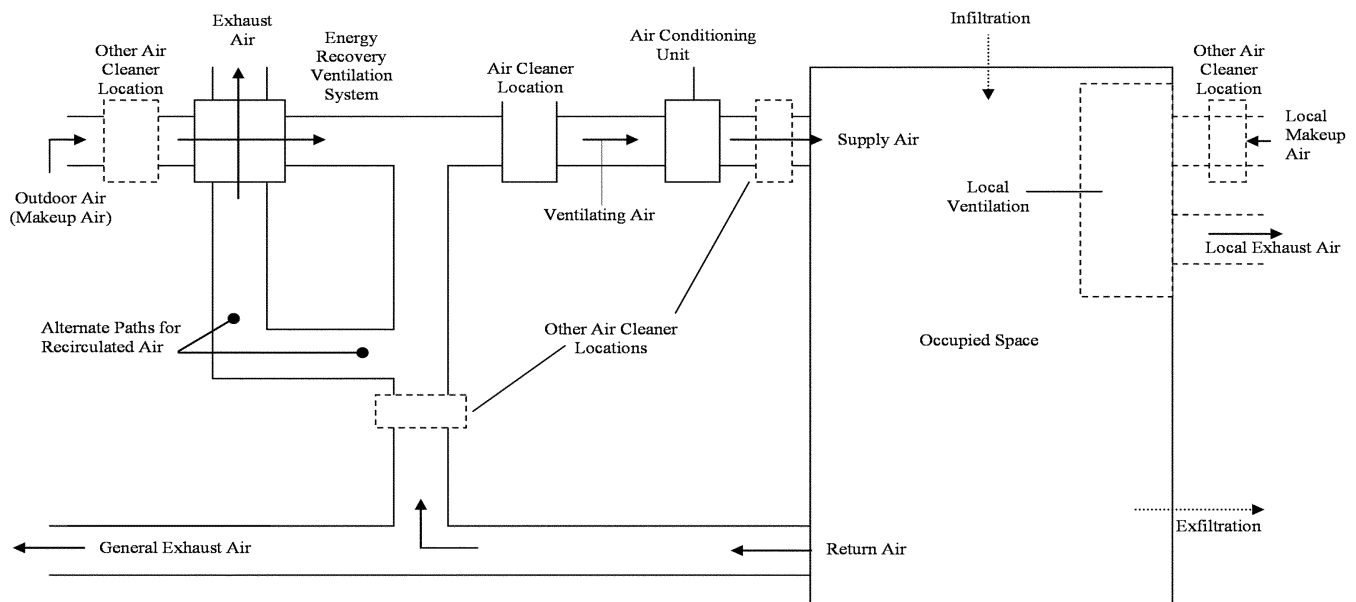 Exhaust
Air
Infiltration
Other Air
Cleaner
Location
Energy
Recovery
Ventilation
System
Air Cleaner
Location
Air Conditioning
Unit
Other Air
Cleaner
Location
Local
Makeup
Air
Supply Air
Outdoor Air
(Makeup Air)
Ventilating Air
Local
Ventilation
Local Exhaust Air
Alternate Paths for
Recirculated Air
Other Air Cleaner
Locations
Occupied Space
General Exhaust Air
Return Air
Exfiltration